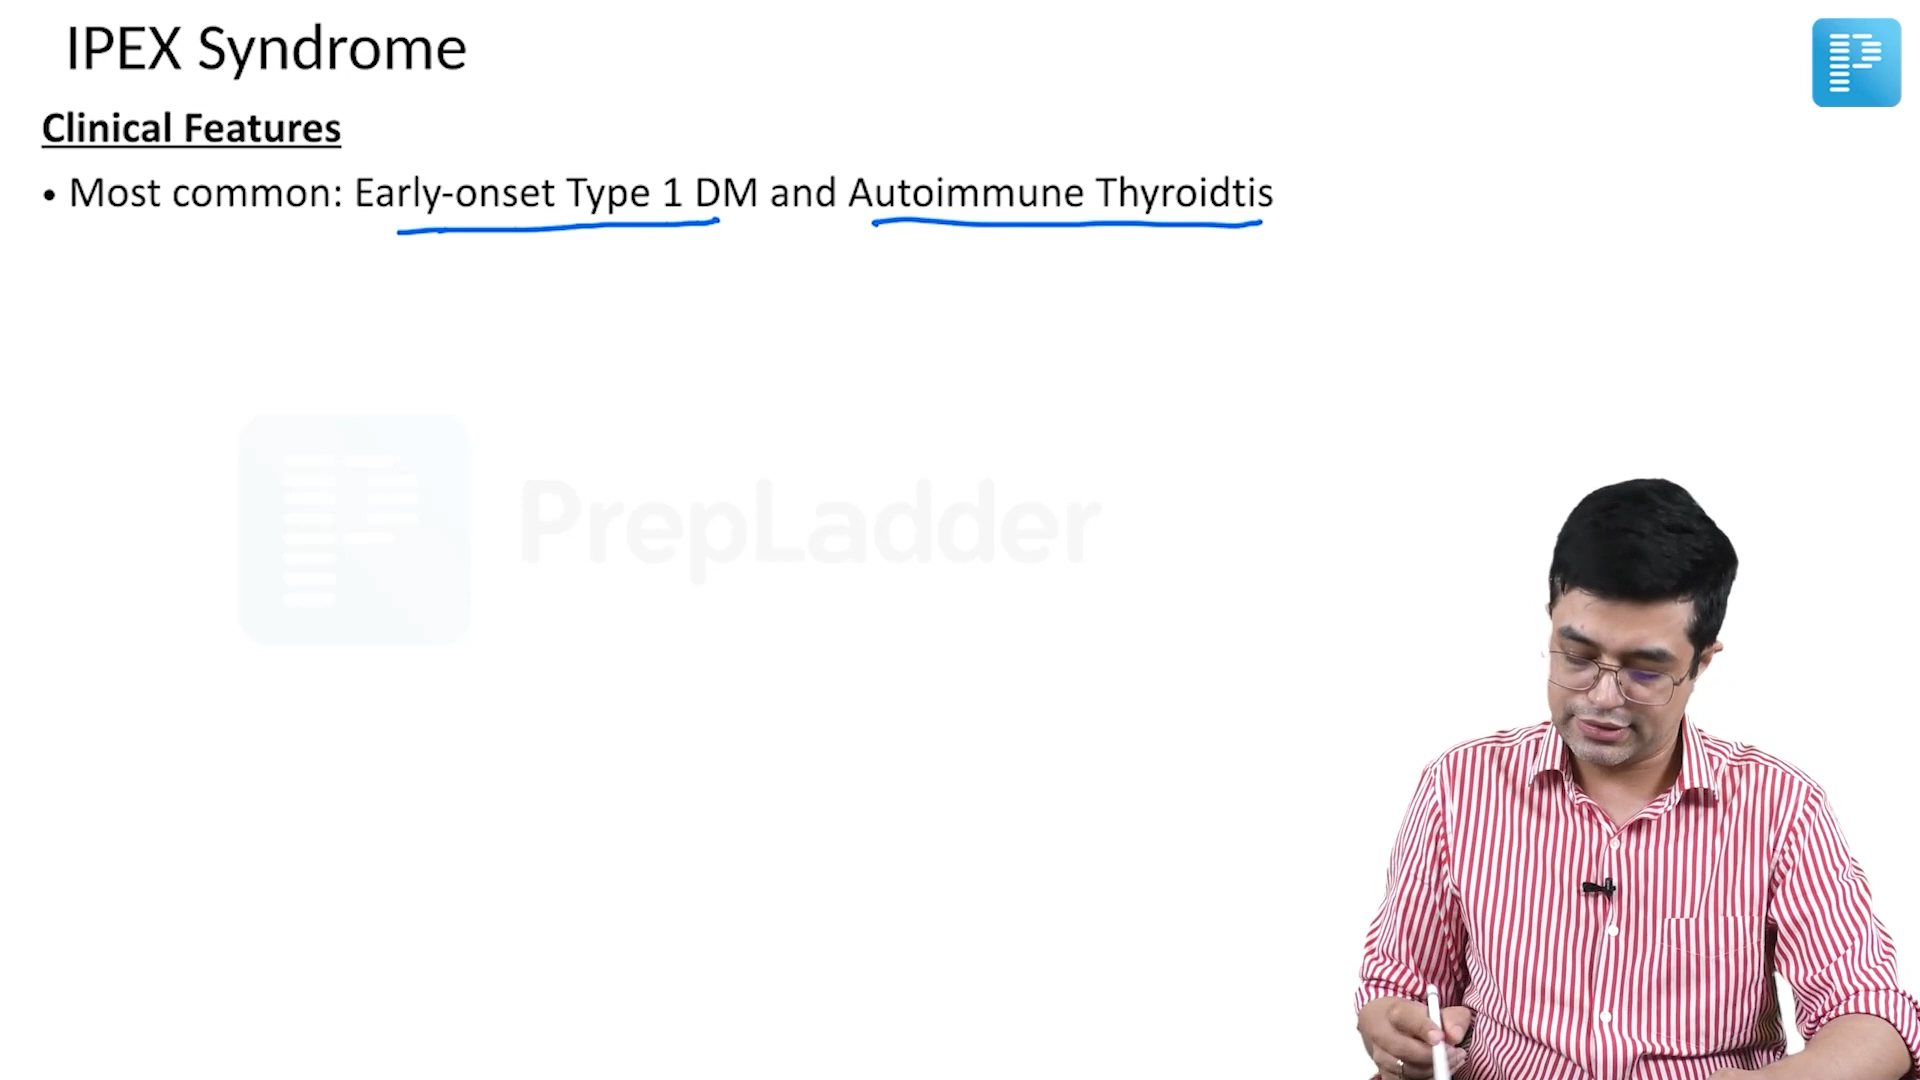 IPEX Syndrome
Clinical Features
• Most common: Early-onset Type 1 DM and Autoimmune Thyroidtis
PrepLadder